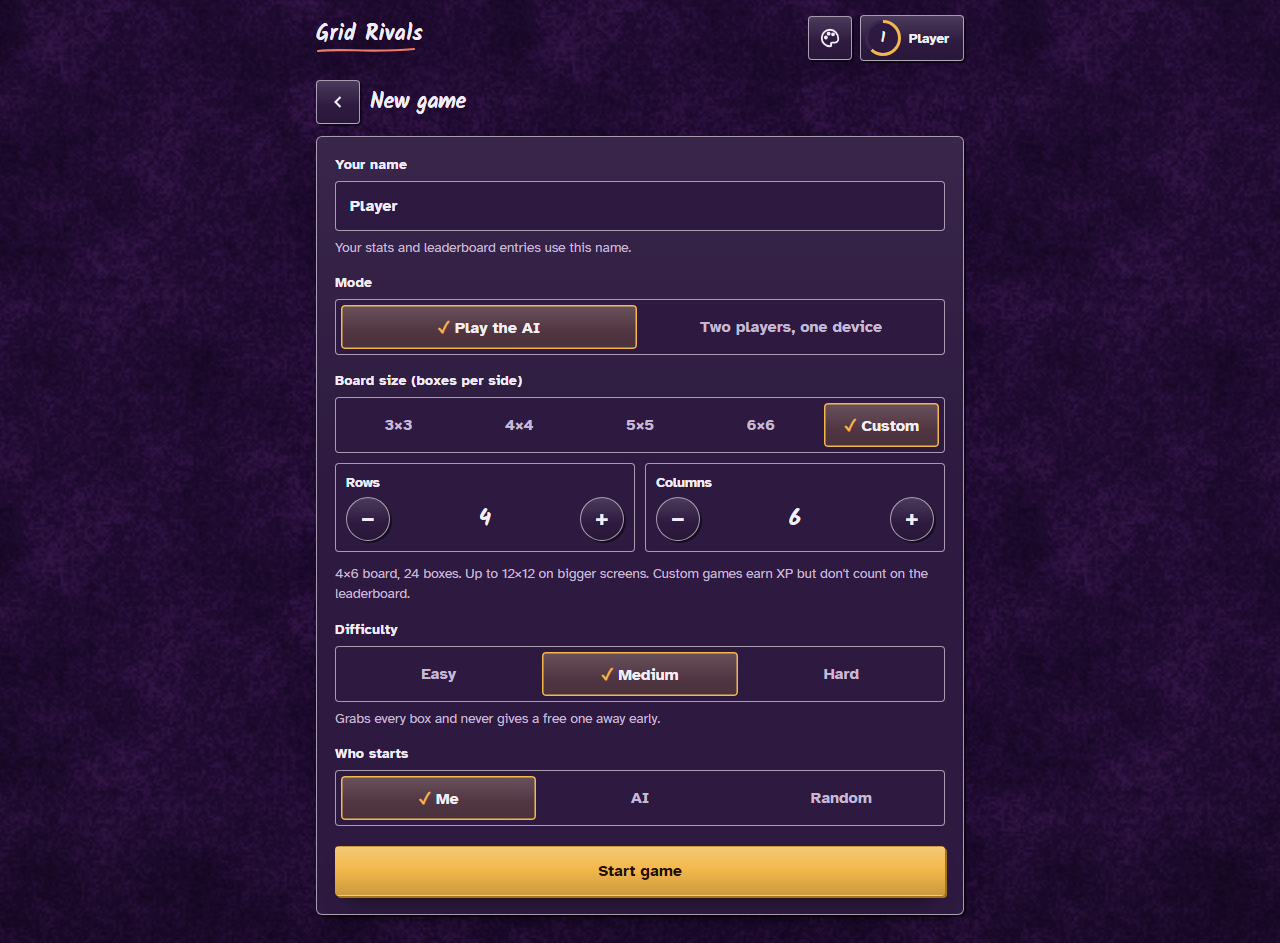 Grid Rivals
1 Player
New game
Your name
Player
Your stats and leaderboard entries use this name.
Mode
✓ Play the AI Two players, one device
Board size (boxes per side)
3×3 4×4 5×5 6×6 ✓ Custom
Rows Columns
− 4 + − 6 +
4×6 board, 24 boxes. Up to 12×12 on bigger screens. Custom games earn XP but don't count on the
leaderboard.
Difficulty
Easy ✓ Medium Hard
Grabs every box and never gives a free one away early.
Who starts
✓ Me AI Random
Start game